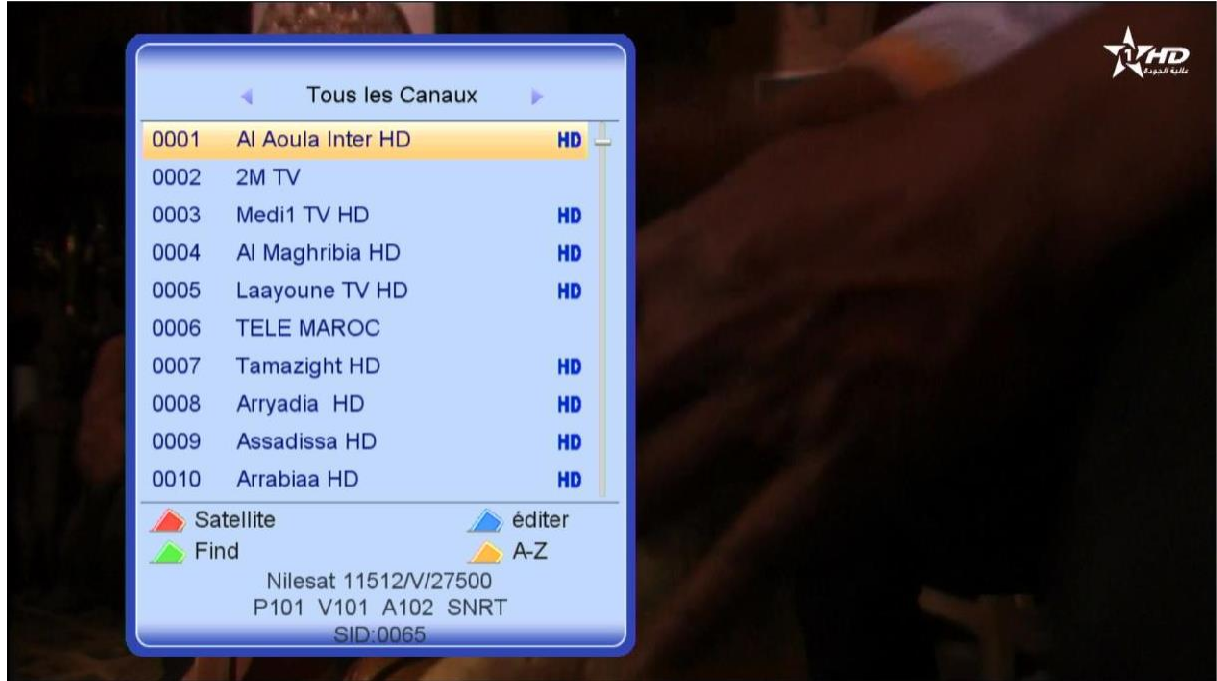 Tous les Canaux
0001 Al Aoula Inter HD HD
0002 2M TV
0003 Medi1 TV HD HD
0004 Al Maghribia HD HD
0005 Laayoune TV HD HD
0006 TELE MAROC
0007 Tamazight HD HD
0008 Arryadia HD HD
0009 Assadissa HD HD
0010 Arrabiaa HD HD
Satellite éditer
Find A-Z
Nilesat 11512/V/27500
P101 V101 A102 SNRT
SID:0065
1 HD
عالية الجودة